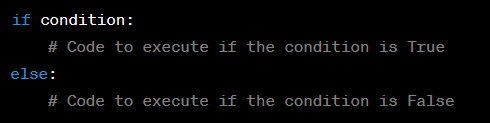 if condition:
    # Code to execute if the condition is True
else:
    # Code to execute if the condition is False